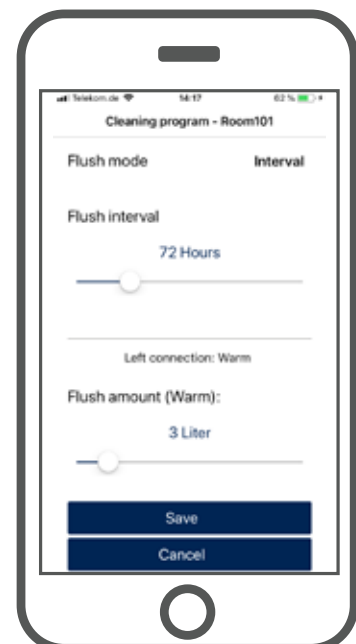 Telekom.de 14:17 62 %
Cleaning program - Room101
Flush mode Interval
Flush interval
72 Hours
Left connection: Warm
Flush amount (Warm):
3 Liter
Save
Cancel